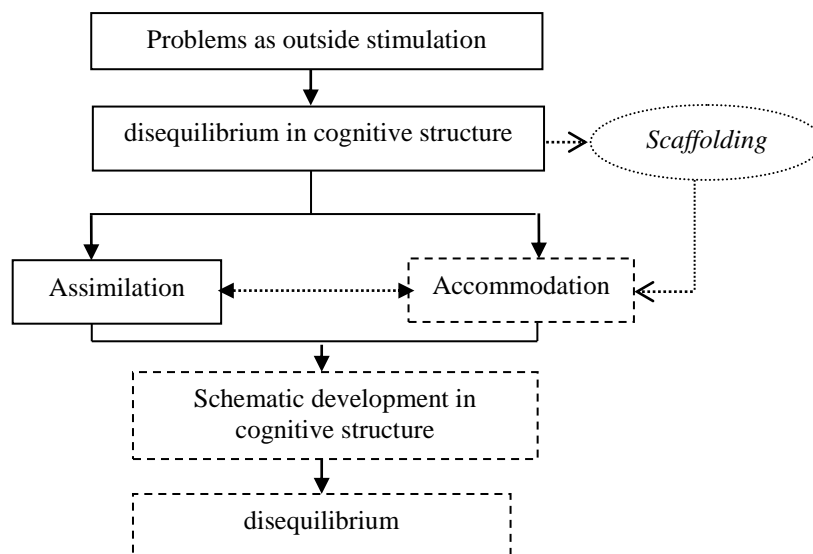 Problems as outside stimulation
disequilibrium in cognitive structure
Scaffolding
Assimilation
Accommodation
Schematic development in
cognitive structure
disequilibrium